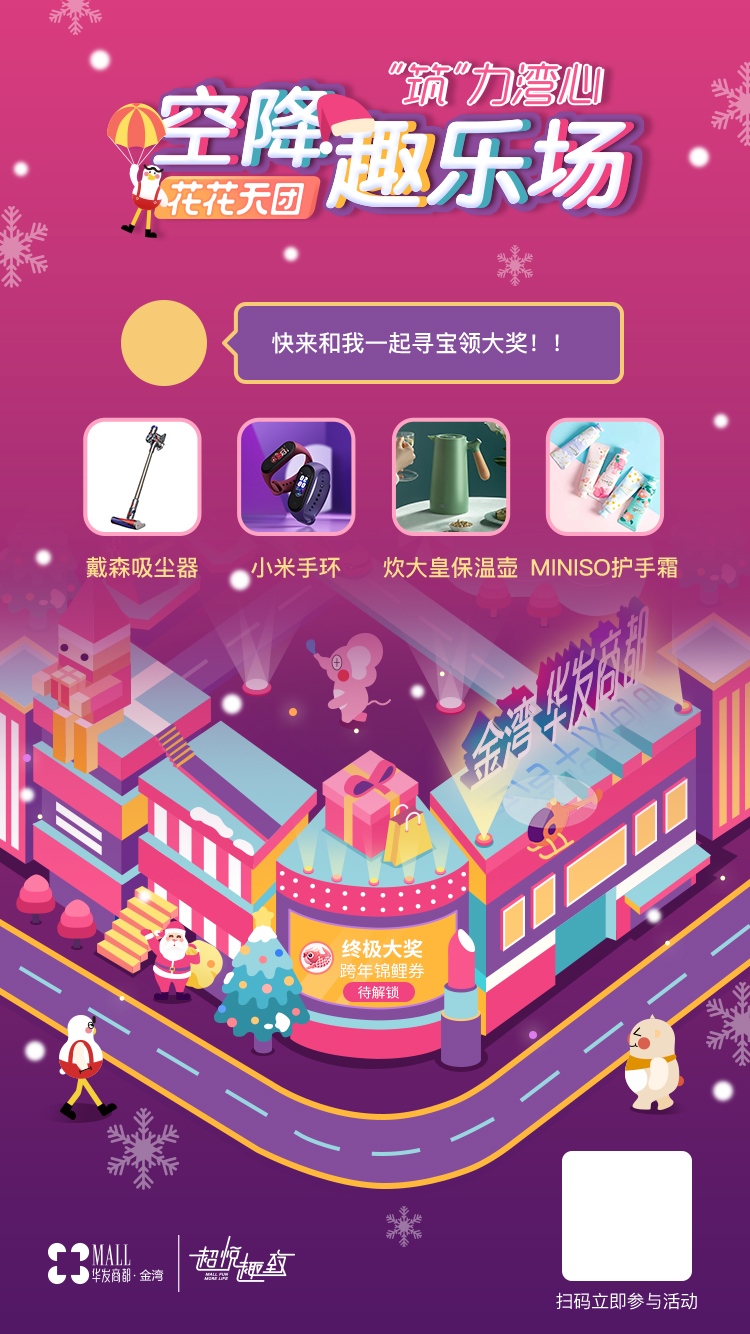 “筑”力湾心
空降
趣乐场
花花天团
快来和我一起寻宝领大奖！！
戴森吸尘器
小米手环
炊大皇保温壶
MINISO护手霜
金湾 华发商都
终极大奖
跨年锦鲤券
待解锁
MALL
华发商都·金湾
超悦趣致
MALL FUN
MORE LIFE
扫码立即参与活动